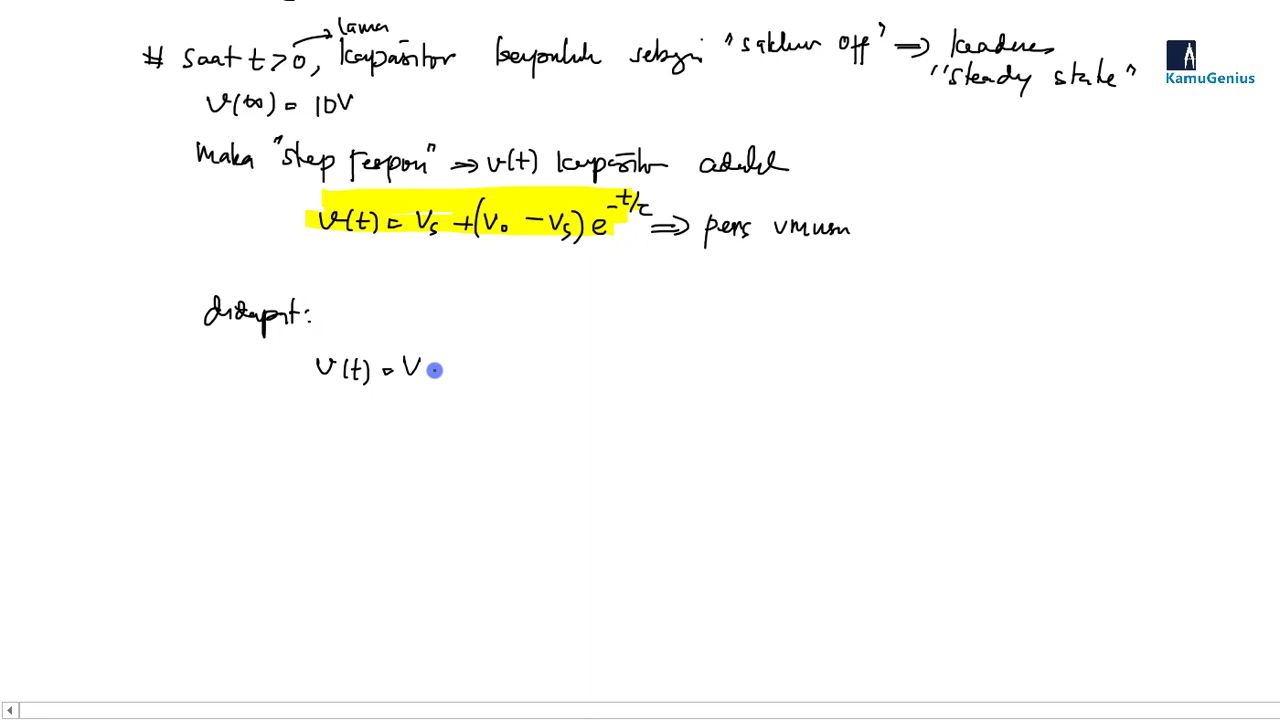 lama
# saat t > 0, kapasitor berperilaku sebagai "saklar off" ⇒ keadaan
"steady state"
KamuGenius
v(∞) = 10V
Maka "step respon" ⇒ v(t) kapasitor adalah
v(t) = Vs + (V₀ - Vs) e^{-t/τ} ⇒ pers umum
didapat:
v(t) = V